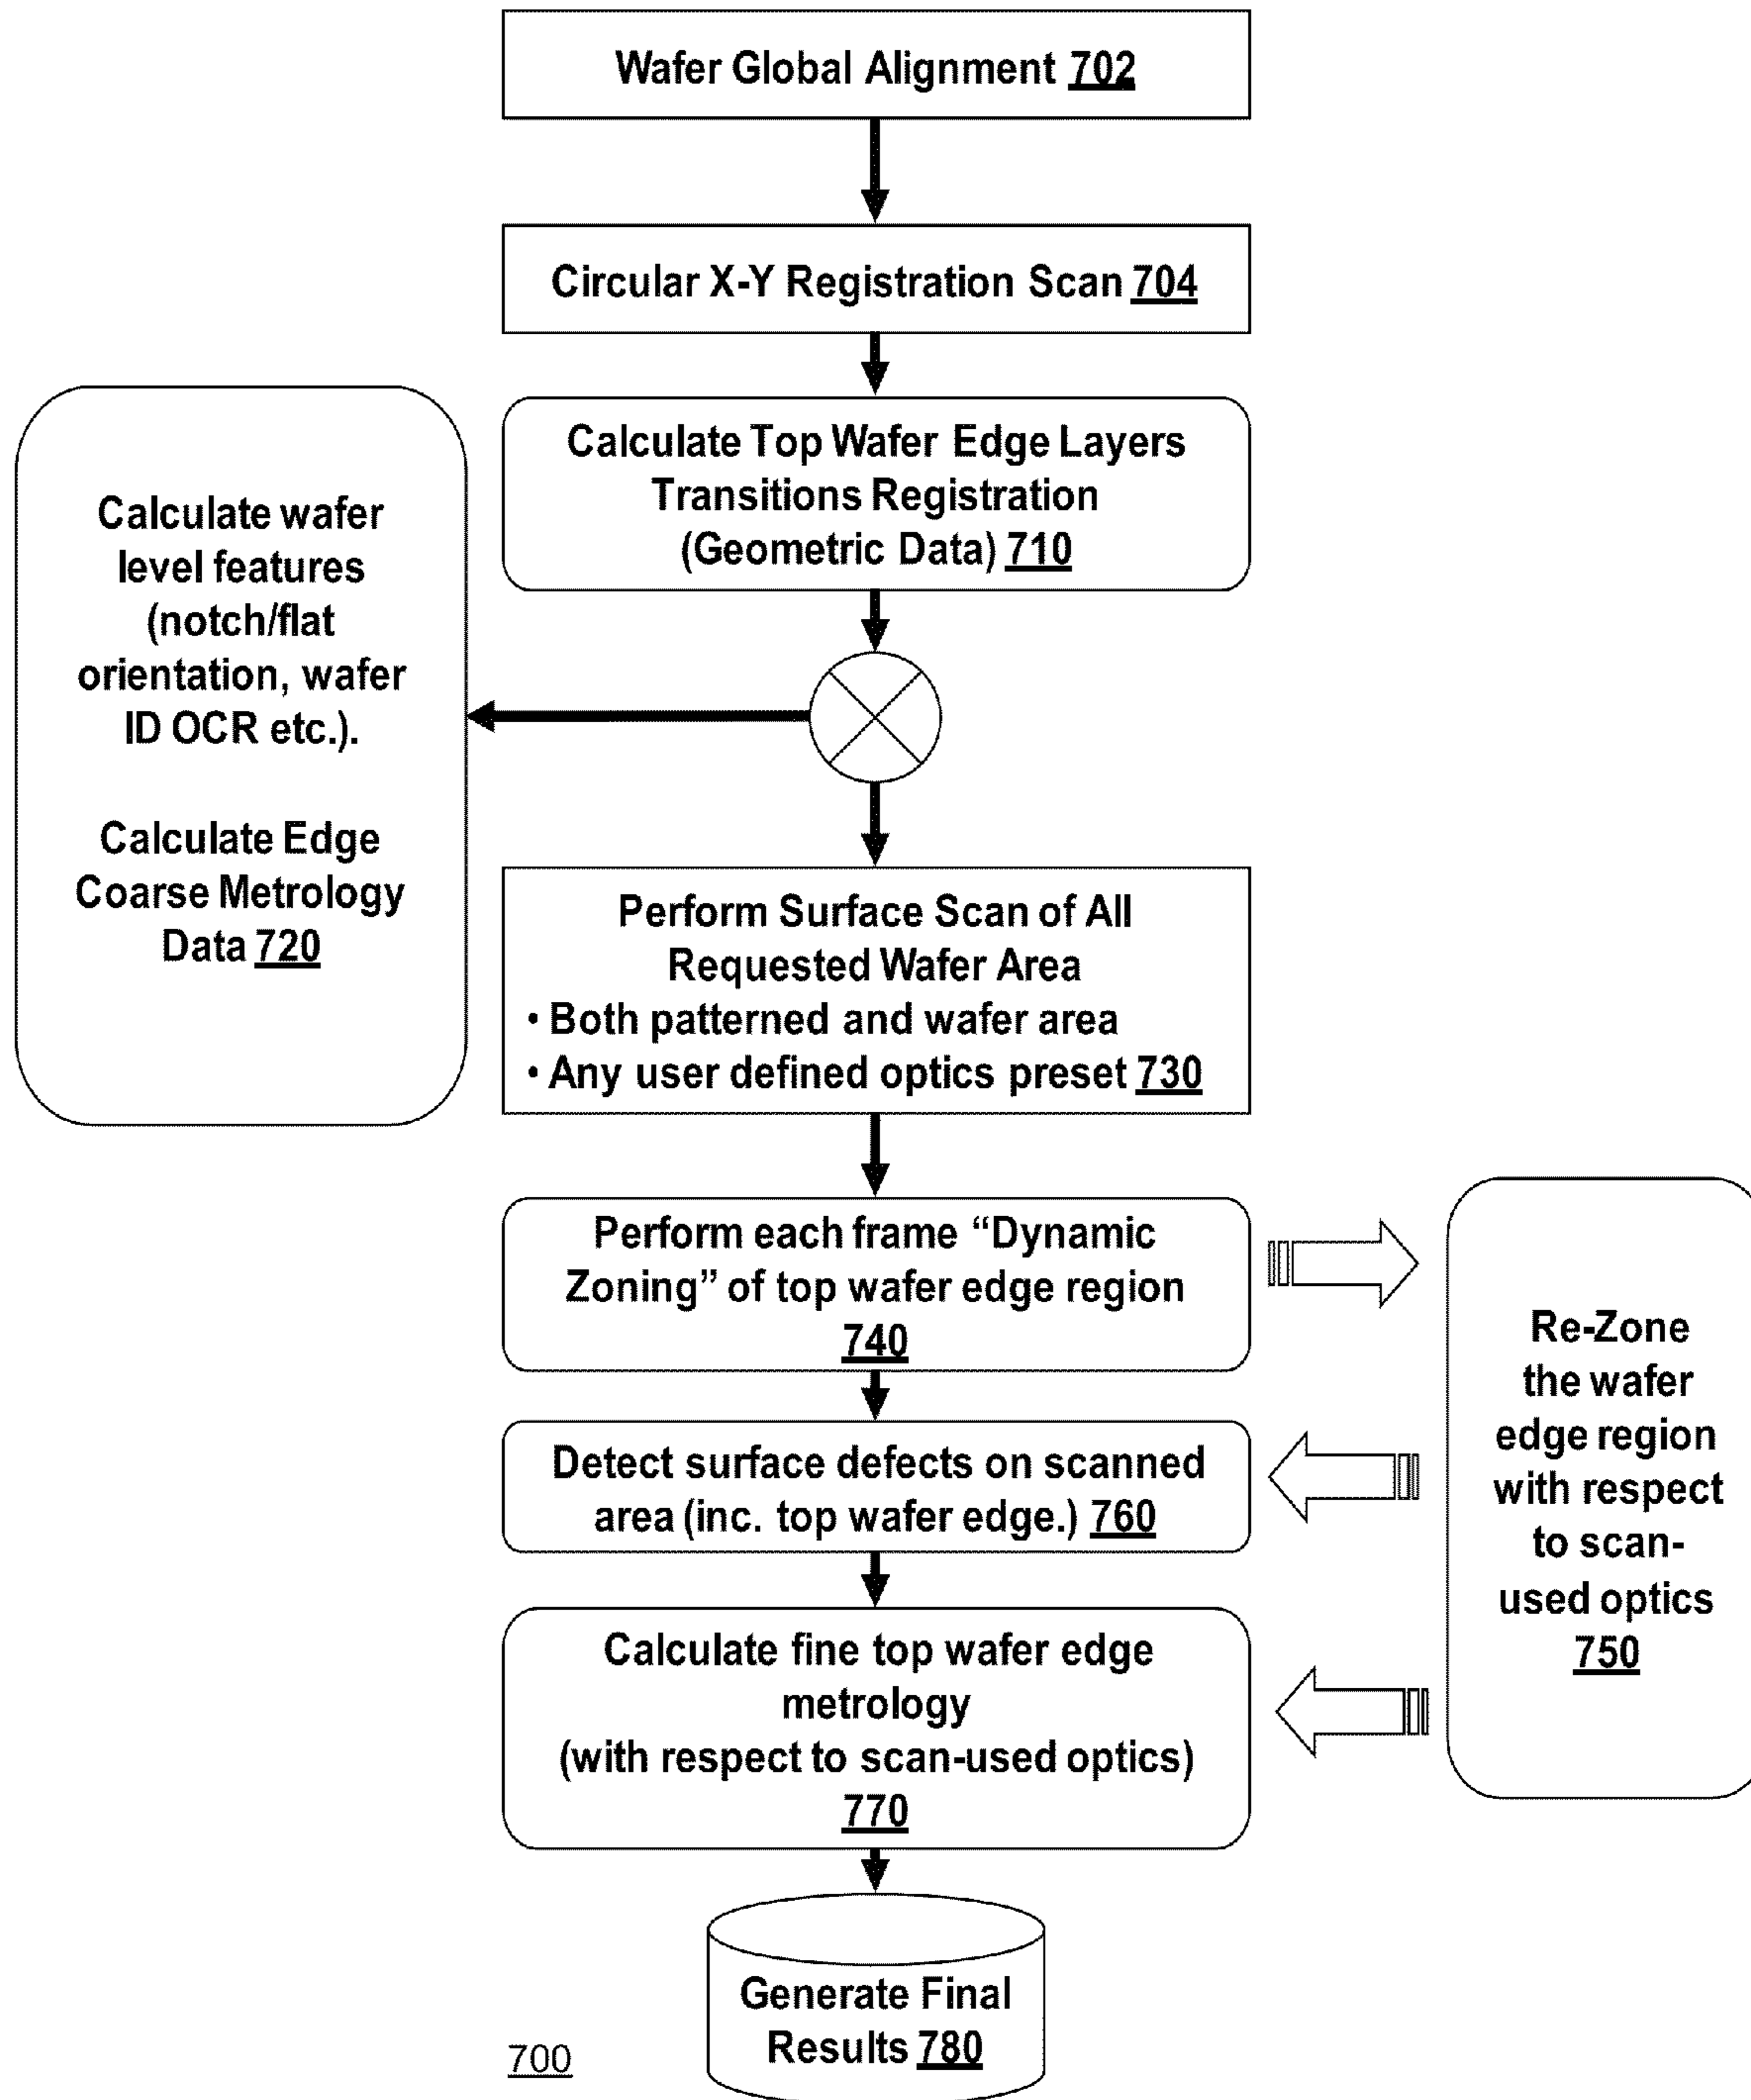 Wafer Global Alignment 702
Circular X-Y Registration Scan 704
Calculate Top Wafer Edge Layers
Transitions Registration
(Geometric Data) 710
Calculate wafer
level features
(notch/flat
orientation, wafer
ID OCR etc.).
Calculate Edge
Coarse Metrology
Data 720
Perform Surface Scan of All
Requested Wafer Area
• Both patterned and wafer area
• Any user defined optics preset 730
Perform each frame “Dynamic
Zoning” of top wafer edge region
740
Re-Zone
the wafer
edge region
with respect
to scan-
used optics
750
Detect surface defects on scanned
area (inc. top wafer edge.) 760
Calculate fine top wafer edge
metrology
(with respect to scan-used optics)
770
Generate Final
Results 780
700